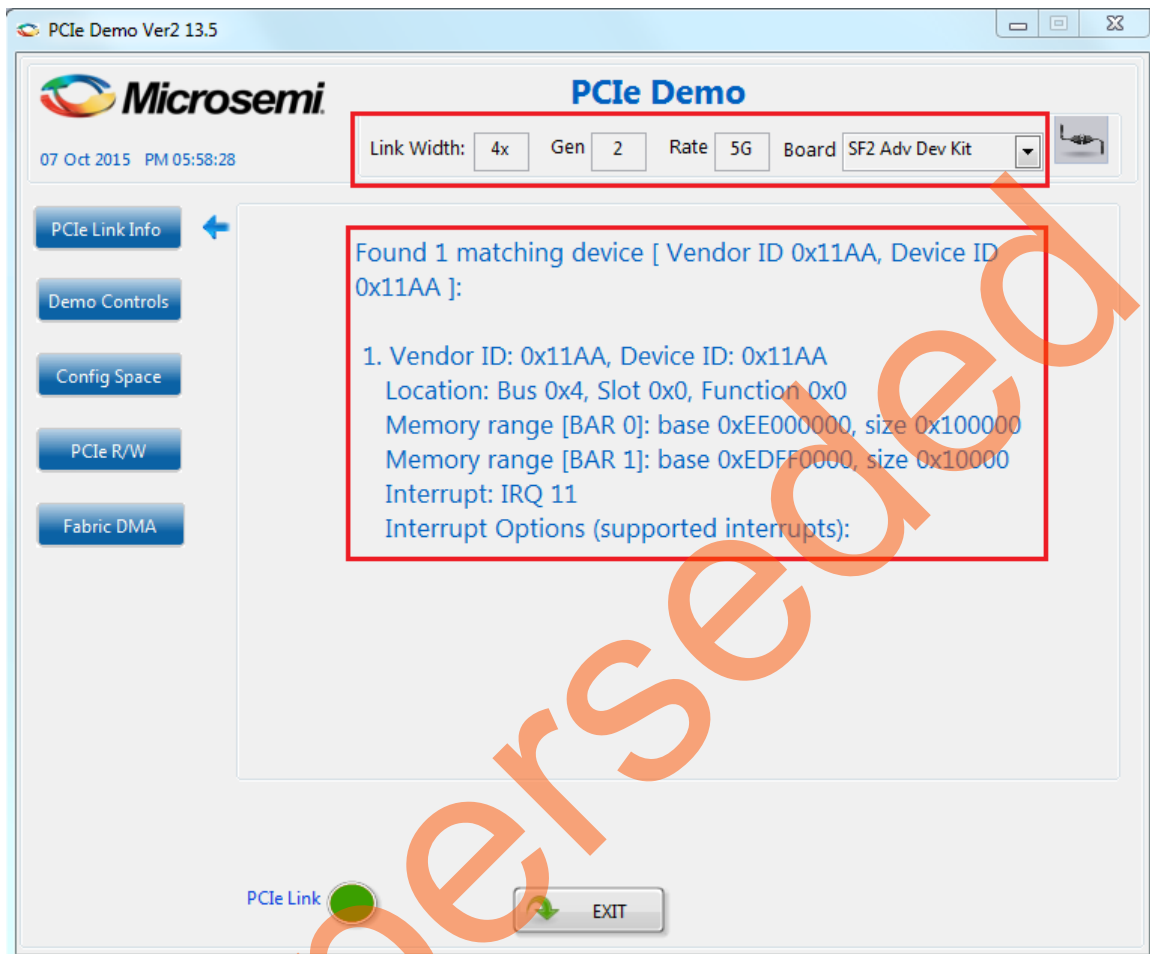 PCIe Demo Ver2 13.5
Microsemi.
PCIe Demo
07 Oct 2015 PM 05:58:28
Link Width: 4x Gen 2 Rate 5G Board SF2 Adv Dev Kit
PCIe Link Info
Demo Controls
Config Space
PCIe R/W
Fabric DMA
Found 1 matching device [ Vendor ID 0x11AA, Device ID
0x11AA ]:
1. Vendor ID: 0x11AA, Device ID: 0x11AA
Location: Bus 0x4, Slot 0x0, Function 0x0
Memory range [BAR 0]: base 0xEE000000, size 0x100000
Memory range [BAR 1]: base 0xEDFF0000, size 0x10000
Interrupt: IRQ 11
Interrupt Options (supported interrupts):
PCIe Link
EXIT
perseded